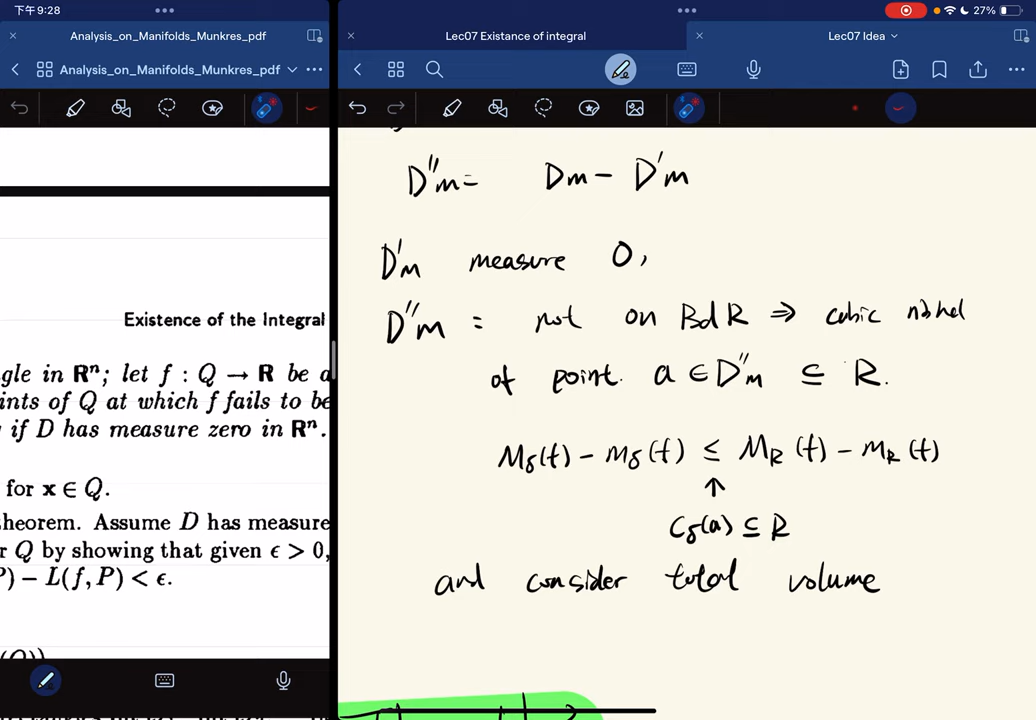 下午9:28
27%
Analysis_on_Manifolds_Munkres_pdf
Analysis_on_Manifolds_Munkres_pdf
Lec07 Existance of integral
Lec07 Idea
Existence of the Integral
gle in Rⁿ; let f : Q → R be a
ints of Q at which f fails to be
if D has measure zero in Rⁿ.
for x ∈ Q.
theorem. Assume D has measure
r Q by showing that given ϵ > 0,
P) − L(f, P) < ϵ.
(Q))
D''m = Dm − D'm
D'm measure 0,
D''m = not on Bd R ⇒ cubic
of point. a ∈ D''m ⊆ R.
Mδ(f) − mδ(f) ≤ MR(f) − mR(f)
↑
Cδ(a) ⊆ R
and consider total volume